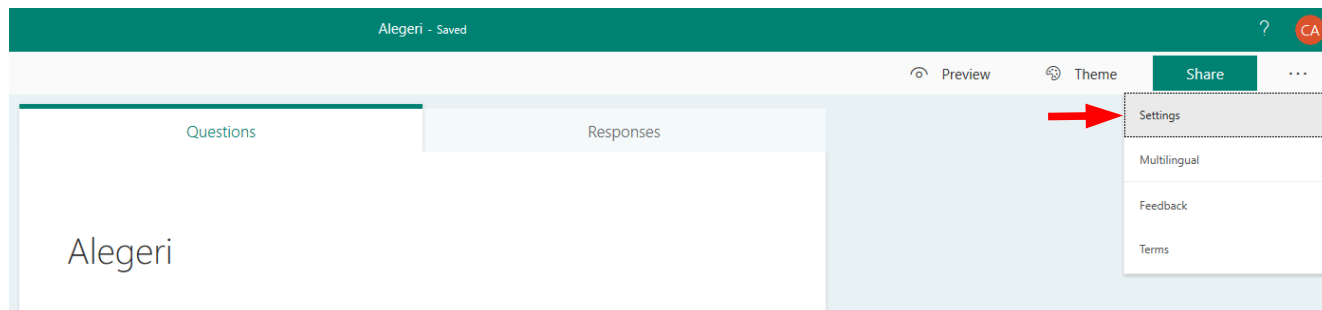 Alegeri - Saved
? CA
Preview Theme Share ...
Questions Responses
Settings
Multilingual
Feedback
Terms
Alegeri